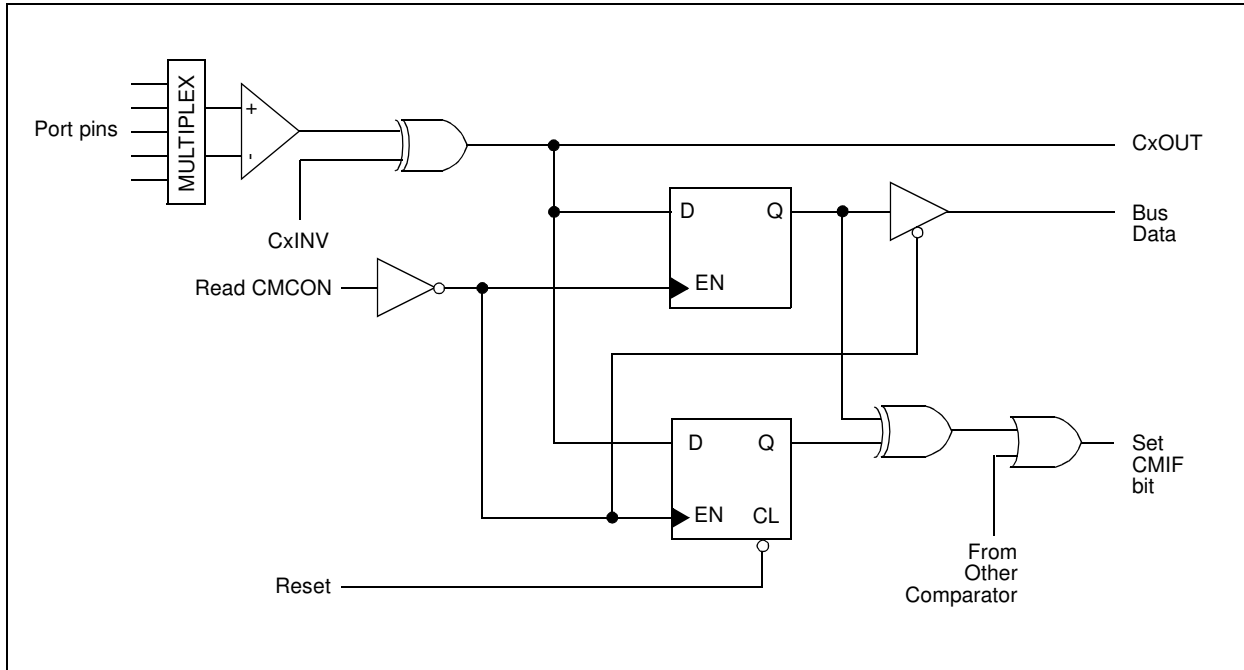 MULTIPLEX
Port pins
+
-
CxINV
CxOUT
D
Q
EN
Bus
Data
Read CMCON
D
Q
EN
CL
Set
CMIF
bit
From
Other
Comparator
Reset